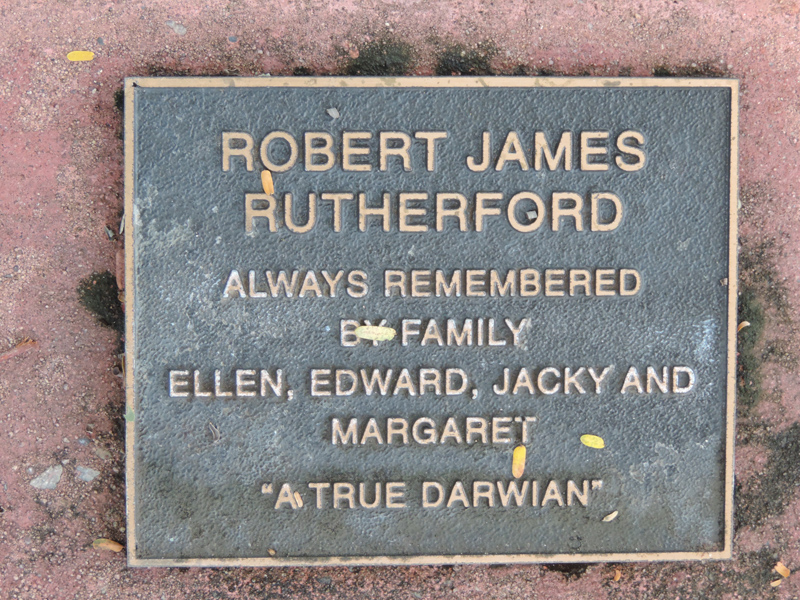 ROBERT JAMES
RUTHERFORD
ALWAYS REMEMBERED
BY FAMILY
ELLEN, EDWARD, JACKY AND
MARGARET
“A TRUE DARWIAN”